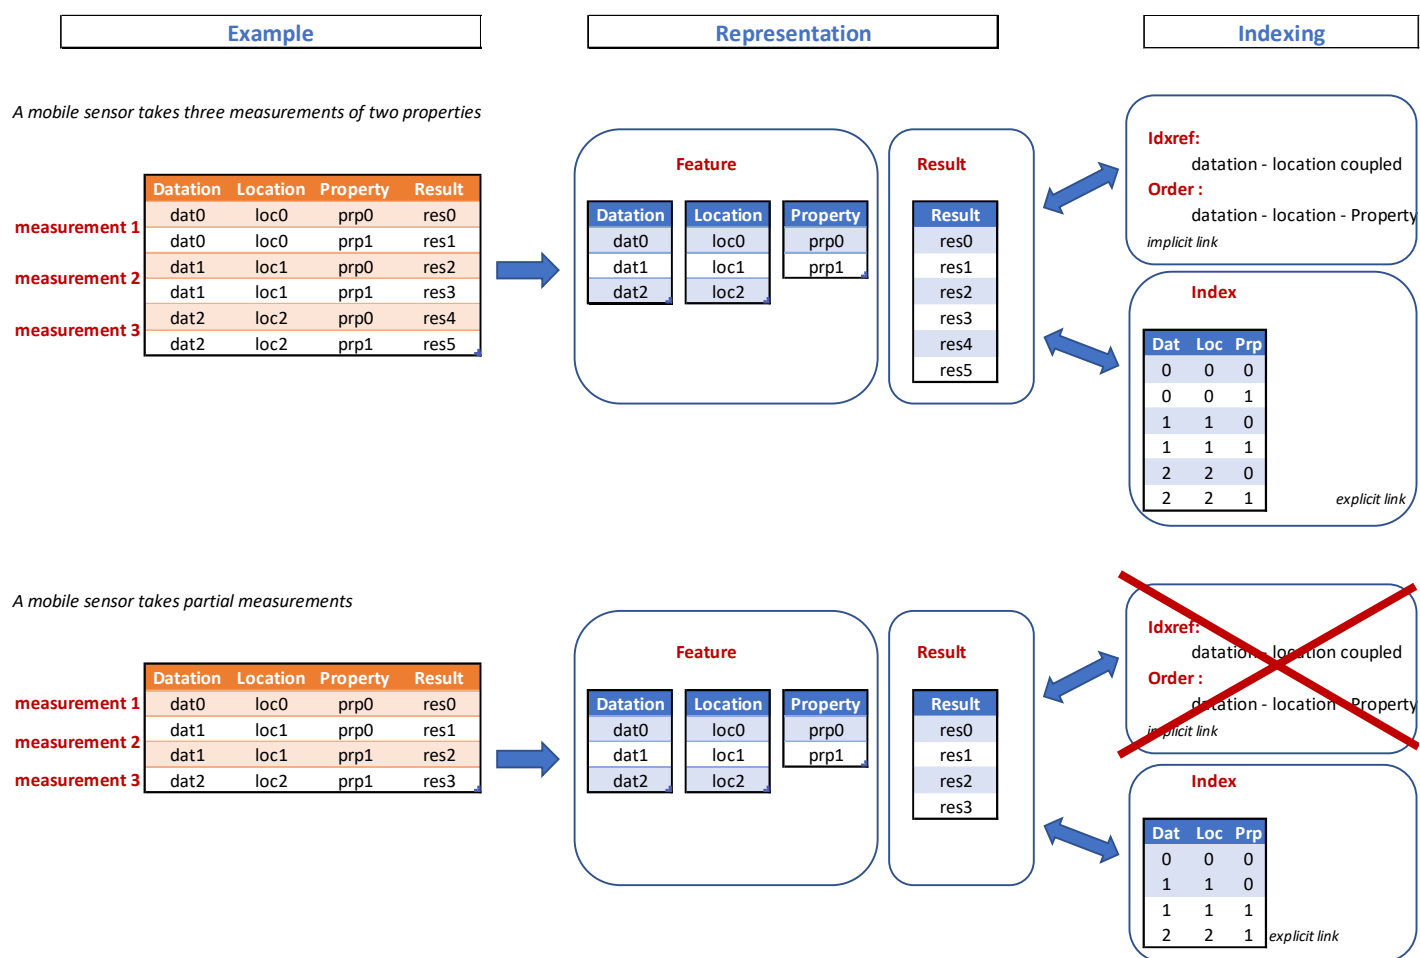 Example
Representation
Indexing
A mobile sensor takes three measurements of two properties
Datation Location Property Result
measurement 1
dat0 loc0 prp0 res0
dat0 loc0 prp1 res1
measurement 2
dat1 loc1 prp0 res2
dat1 loc1 prp1 res3
measurement 3
dat2 loc2 prp0 res4
dat2 loc2 prp1 res5
Feature
Datation Location Property
dat0 loc0 prp0
dat1 loc1 prp1
dat2 loc2
Result
Result
res0
res1
res2
res3
res4
res5
Idxref:
datation - location coupled
Order :
datation - location - Property
implicit link
Index
Dat Loc Prp
0 0 0
0 0 1
1 1 0
1 1 1
2 2 0
2 2 1
explicit link
A mobile sensor takes partial measurements
Datation Location Property Result
measurement 1
dat0 loc0 prp0 res0
measurement 2
dat1 loc1 prp0 res1
dat1 loc1 prp1 res2
measurement 3
dat2 loc2 prp1 res3
Feature
Datation Location Property
dat0 loc0 prp0
dat1 loc1 prp1
dat2 loc2
Result
Result
res0
res1
res2
res3
Idxref:
datation - location coupled
Order :
datation - location - Property
implicit link
Index
Dat Loc Prp
0 0 0
1 1 0
1 1 1
2 2 1
explicit link